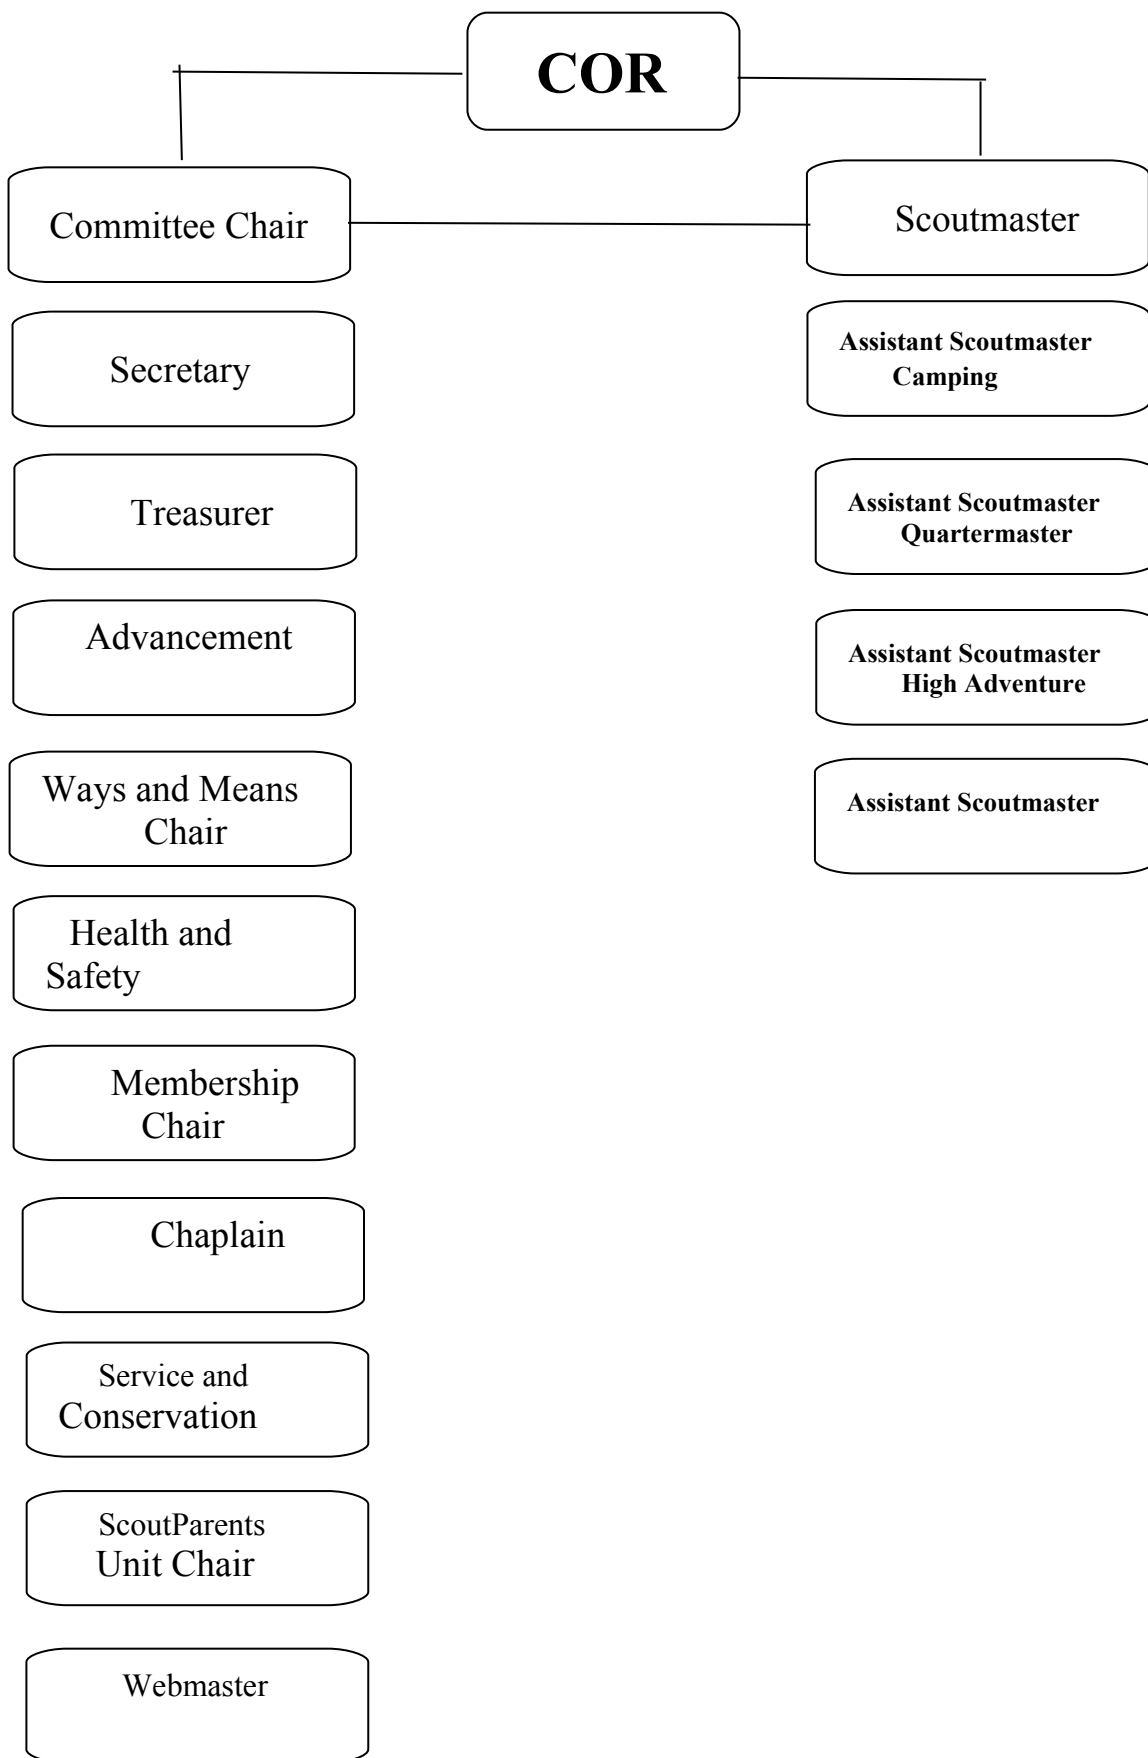 COR
Committee Chair
Scoutmaster
Secretary
Treasurer
Advancement
Ways and Means
Chair
Health and
Safety
Membership
Chair
Chaplain
Service and
Conservation
ScoutParents
Unit Chair
Webmaster
Assistant Scoutmaster
Camping
Assistant Scoutmaster
Quartermaster
Assistant Scoutmaster
High Adventure
Assistant Scoutmaster